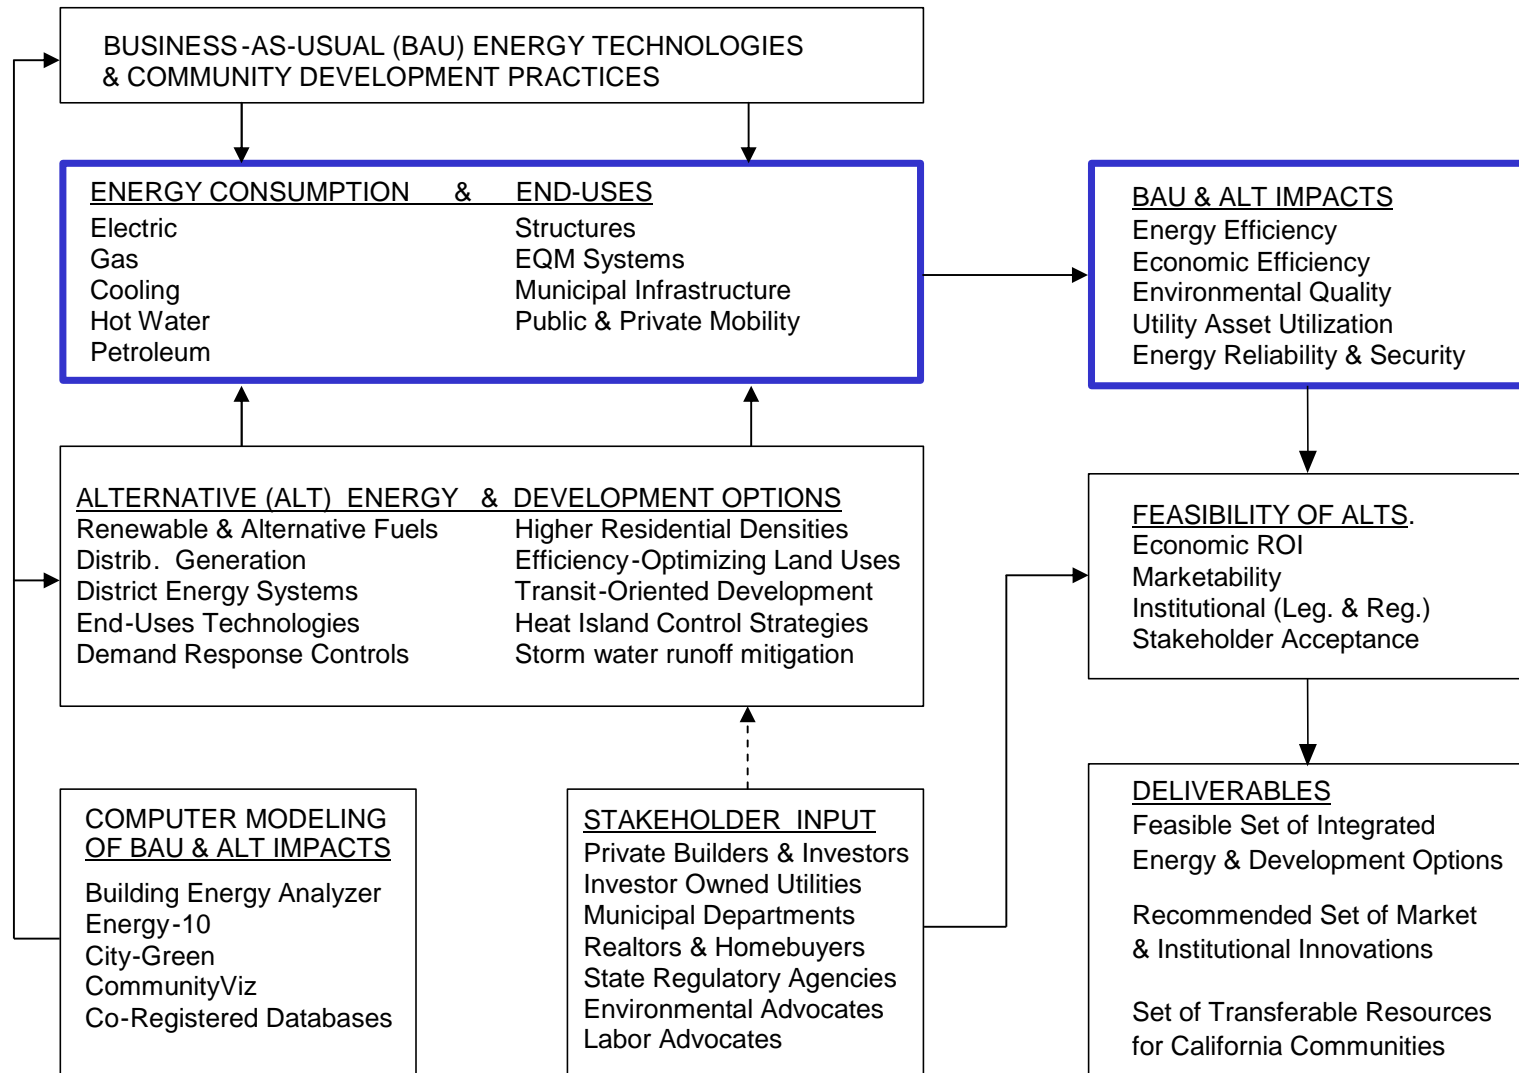 BUSINESS-AS-USUAL (BAU) ENERGY TECHNOLOGIES
& COMMUNITY DEVELOPMENT PRACTICES
ENERGY CONSUMPTION & END-USES
Electric
Gas
Cooling
Hot Water
Petroleum
Structures
EQM Systems
Municipal Infrastructure
Public & Private Mobility
BAU & ALT IMPACTS
Energy Efficiency
Economic Efficiency
Environmental Quality
Utility Asset Utilization
Energy Reliability & Security
ALTERNATIVE (ALT) ENERGY & DEVELOPMENT OPTIONS
Renewable & Alternative Fuels
Distrib. Generation
District Energy Systems
End-Uses Technologies
Demand Response Controls
Higher Residential Densities
Efficiency-Optimizing Land Uses
Transit-Oriented Development
Heat Island Control Strategies
Storm water runoff mitigation
FEASIBILITY OF ALTS.
Economic ROI
Marketability
Institutional (Leg. & Reg.)
Stakeholder Acceptance
COMPUTER MODELING
OF BAU & ALT IMPACTS
Building Energy Analyzer
Energy-10
City-Green
CommunityViz
Co-Registered Databases
STAKEHOLDER INPUT
Private Builders & Investors
Investor Owned Utilities
Municipal Departments
Realtors & Homebuyers
State Regulatory Agencies
Environmental Advocates
Labor Advocates
DELIVERABLES
Feasible Set of Integrated
Energy & Development Options
Recommended Set of Market
& Institutional Innovations
Set of Transferable Resources
for California Communities